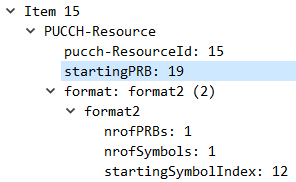 Item 15
PUCCH-Resource
pucch-ResourceId: 15
startingPRB: 19
format: format2 (2)
format2
nrofPRBs: 1
nrofSymbols: 1
startingSymbolIndex: 12